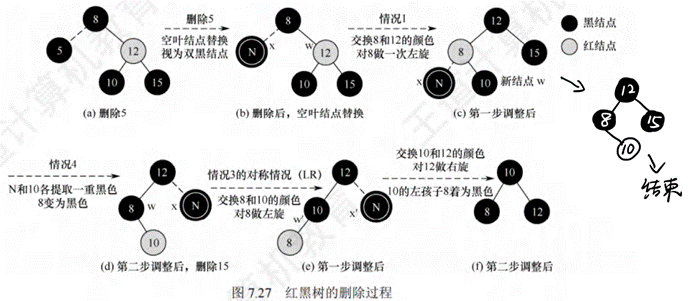 8
5
12
10
15
(a) 删除5
删除5
空叶结点替换
视为双黑结点
8
N
x
w
12
10
15
(b) 删除后，空叶结点替换
情况1
交换8和12的颜色
对8做一次左旋
12
8
15
x
N
10
新结点 w
(c) 第一步调整后
黑结点
红结点
12
8
15
10
结束
情况4
N和10各提取一重黑色
8变为黑色
12
8
w
x
N
10
(d) 第二步调整后，删除15
情况3的对称情况（LR）
交换8和10的颜色
对8做左旋
12
w'
10
x'
N
8
(e) 第一步调整后
交换10和12的颜色
对12做右旋
10的左孩子8着为黑色
10
8
12
(f) 第二步调整后
图 7.27 红黑树的删除过程
王道计算机教育